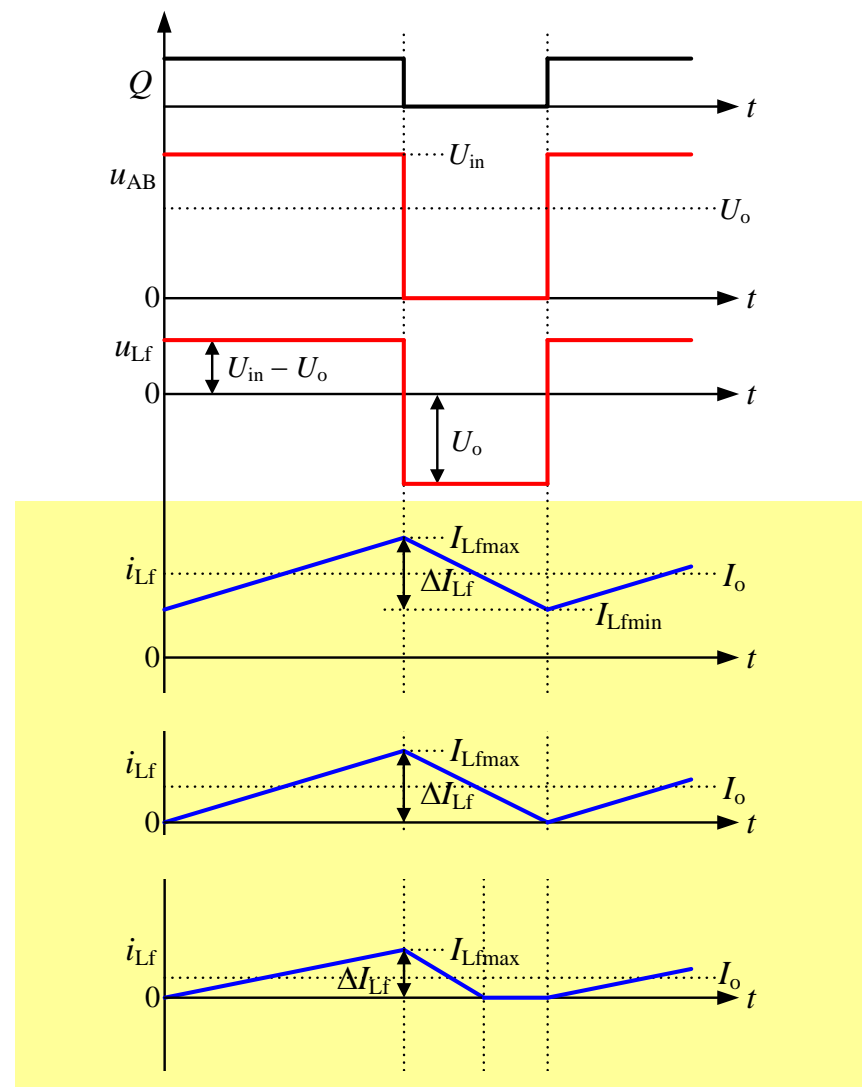 Q
t
U_in
u_AB
U_o
0
t
u_Lf
U_in − U_o
0
t
U_o
I_Lfmax
i_Lf
ΔI_Lf
I_o
I_Lfmin
0
t
I_Lfmax
i_Lf
ΔI_Lf
I_o
0
t
I_Lfmax
i_Lf
ΔI_Lf
I_o
0
t